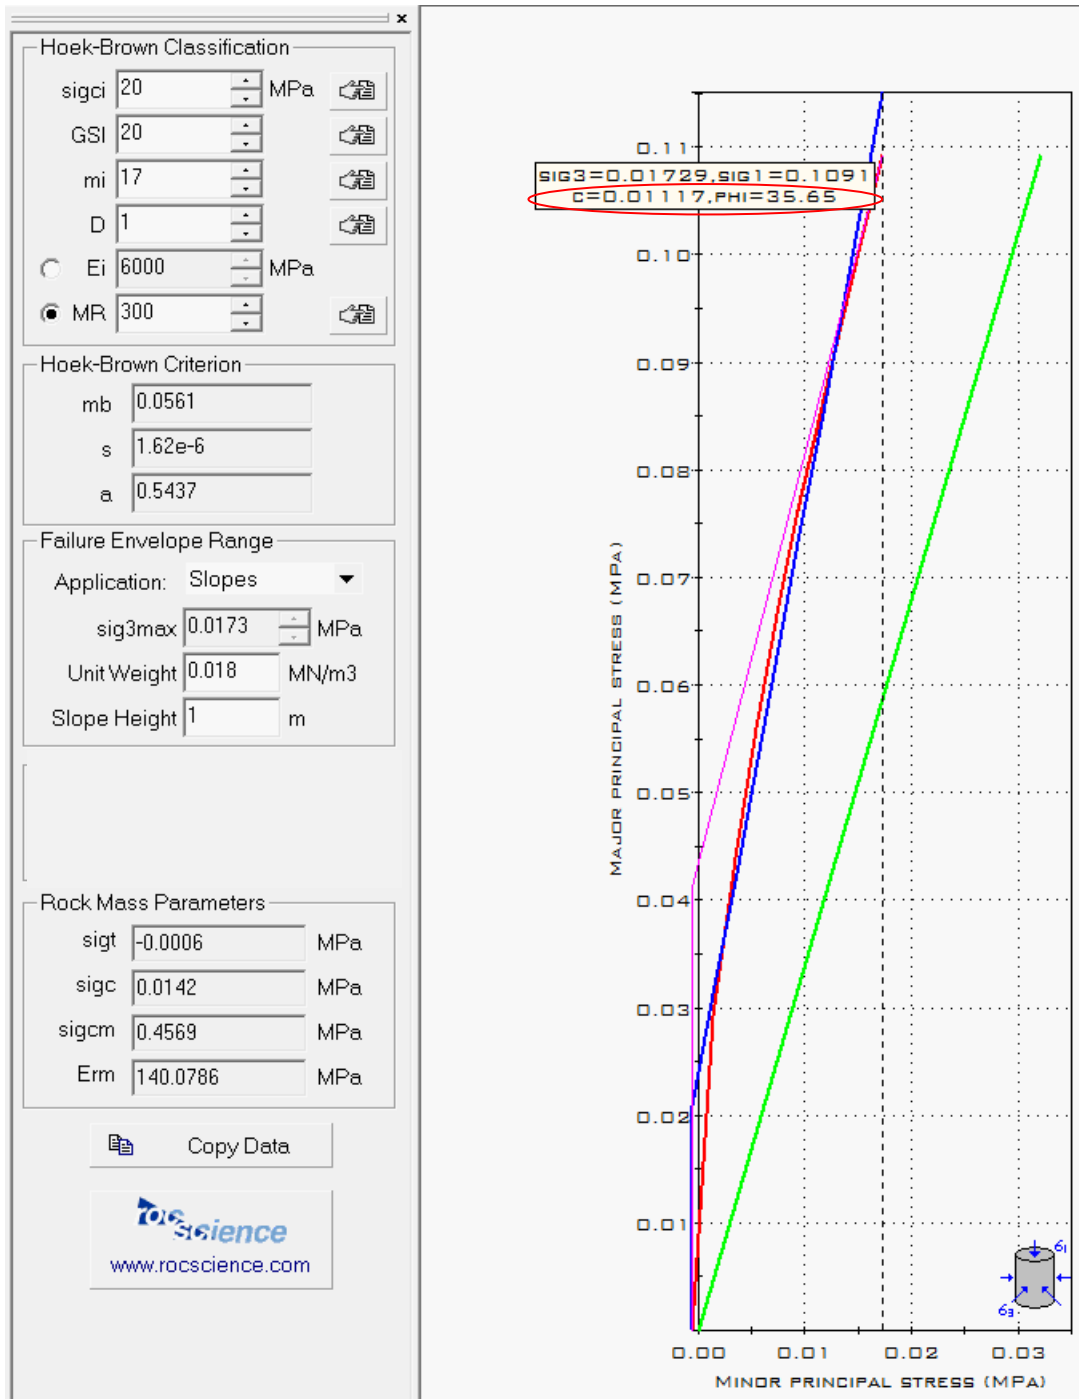 Hoek-Brown Classification
sigci 20 MPa
GSI 20
mi 17
D 1
Ei 6000 MPa
MR 300
Hoek-Brown Criterion
mb 0.0561
s 1.62e-6
a 0.5437
Failure Envelope Range
Application: Slopes
sig3max 0.0173 MPa
Unit Weight 0.018 MN/m3
Slope Height 1 m
Rock Mass Parameters
sigt -0.0006 MPa
sigc 0.0142 MPa
sigcm 0.4569 MPa
Erm 140.0786 MPa
Copy Data
rocscience
www.rocscience.com
SIG3=0.01729,SIG1=0.1091
C=0.01117,PHI=35.65
MAJOR PRINCIPAL STRESS (MPA)
0.11
0.10
0.09
0.08
0.07
0.06
0.05
0.04
0.03
0.02
0.01
0.00 0.01 0.02 0.03
MINOR PRINCIPAL STRESS (MPA)
σ1
σ3